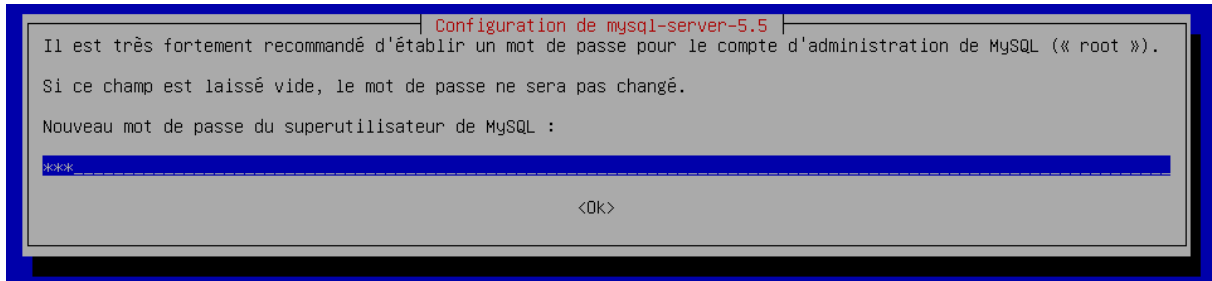 Configuration de mysql-server-5.5
Il est très fortement recommandé d'établir un mot de passe pour le compte d'administration de MySQL (« root »).
Si ce champ est laissé vide, le mot de passe ne sera pas changé.
Nouveau mot de passe du superutilisateur de MySQL :
***
<Ok>